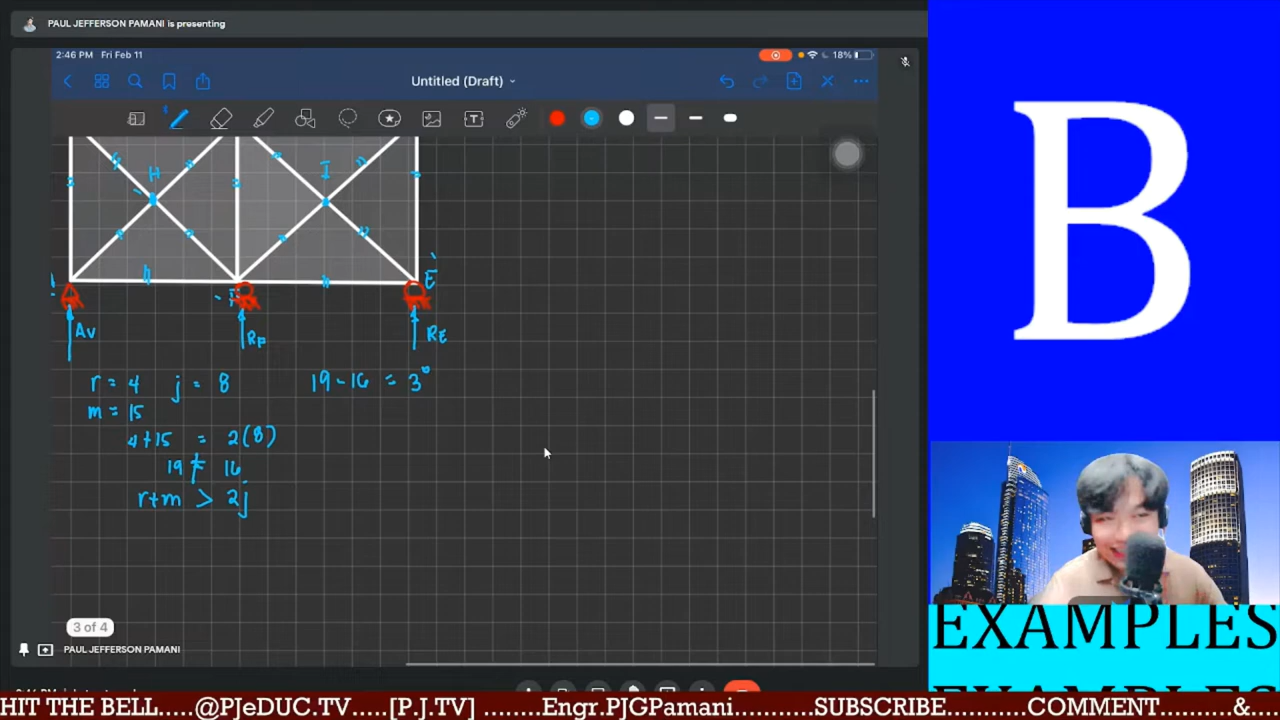 PAUL JEFFERSON PAMANI is presenting
2:46 PM Fri Feb 11
18%
Untitled (Draft)
H
I
E
Av
RF
RE
r = 4 j = 8 19 - 16 = 3°
m = 15
4+15 = 2(8)
19 ≠ 16
r+m > 2j
3 of 4
PAUL JEFFERSON PAMANI
B
EXAMPLES
HIT THE BELL.....@PJeDUC.TV....[P.J.TV] .......Engr.PJGPamani...........SUBSCRIBE.......COMMENT.....&....